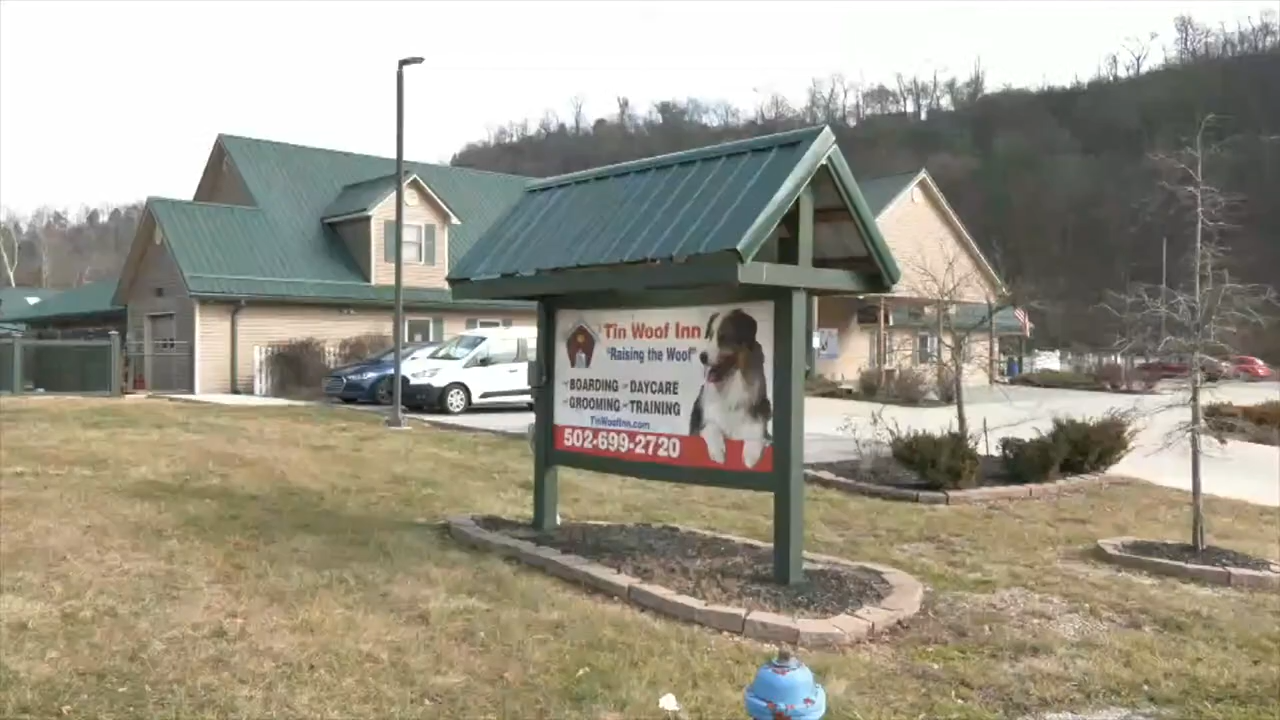 Tin Woof Inn
"Raising the Woof"
BOARDING DAYCARE
GROOMING TRAINING
TinWoofInn.com
502-699-2720